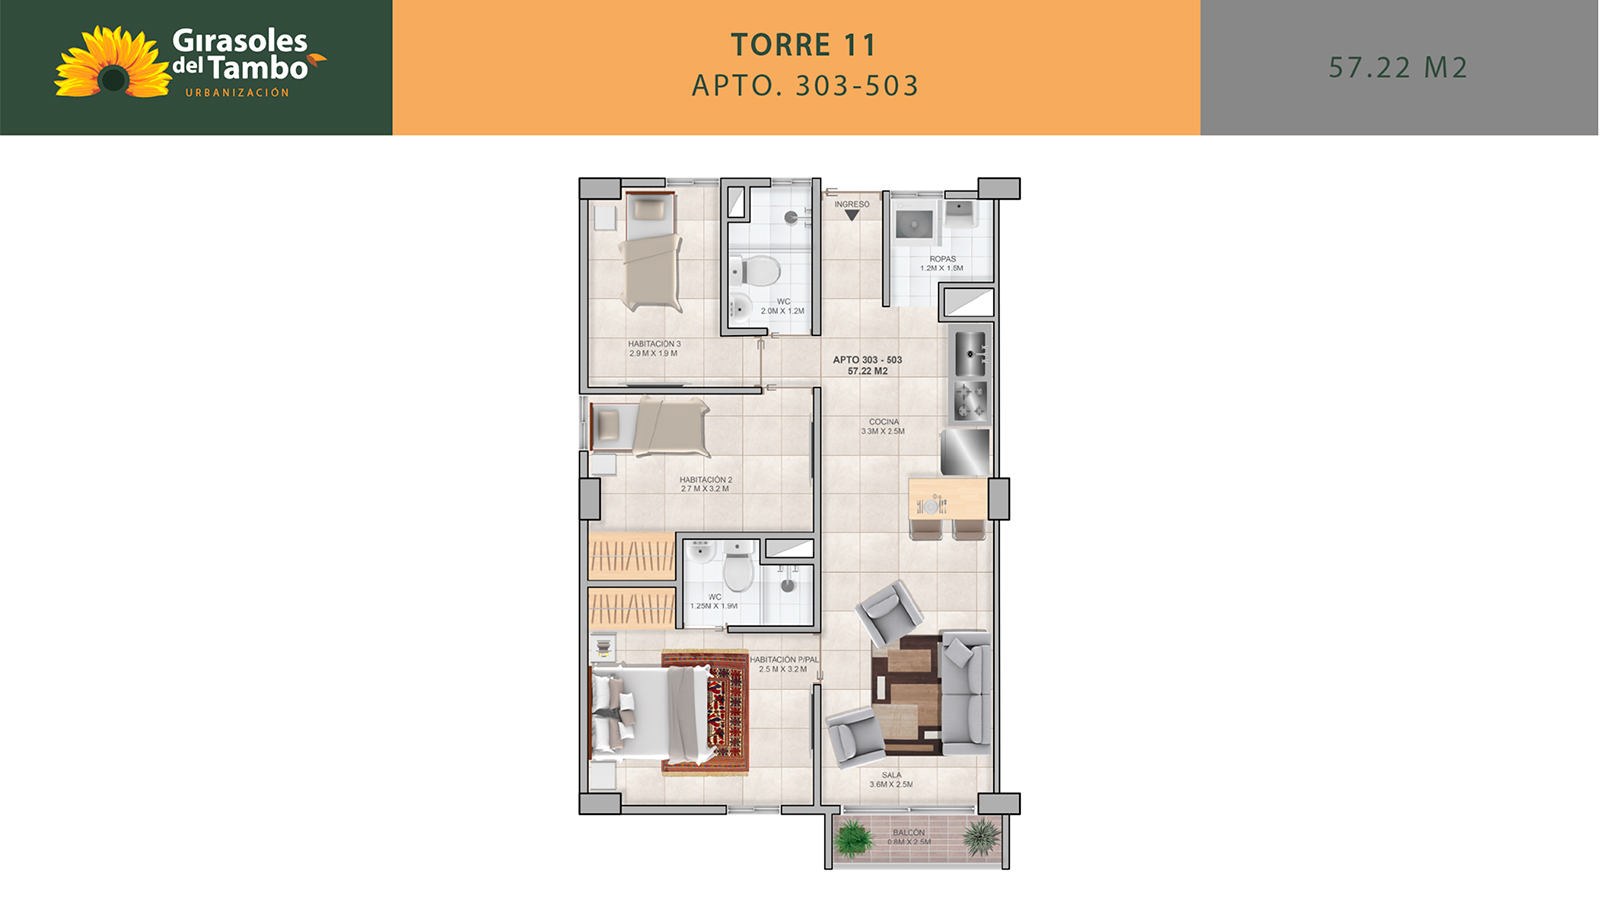 Girasoles
del Tambo
URBANIZACIÓN
TORRE 11
APTO. 303-503
57.22 M2
INGRESO
ROPAS
1.2M X 1.5M
WC
2.0M X 1.2M
HABITACIÓN 3
2.9 M X 1.9 M
APTO 303 - 503
57.22 M2
COCINA
3.3M X 2.5M
HABITACIÓN 2
2.7 M X 3.2 M
WC
1.25M X 1.9M
HABITACIÓN P/PAL
2.5 M X 3.2 M
SALA
3.6M X 2.5M
BALCÓN
0.8M X 2.5M